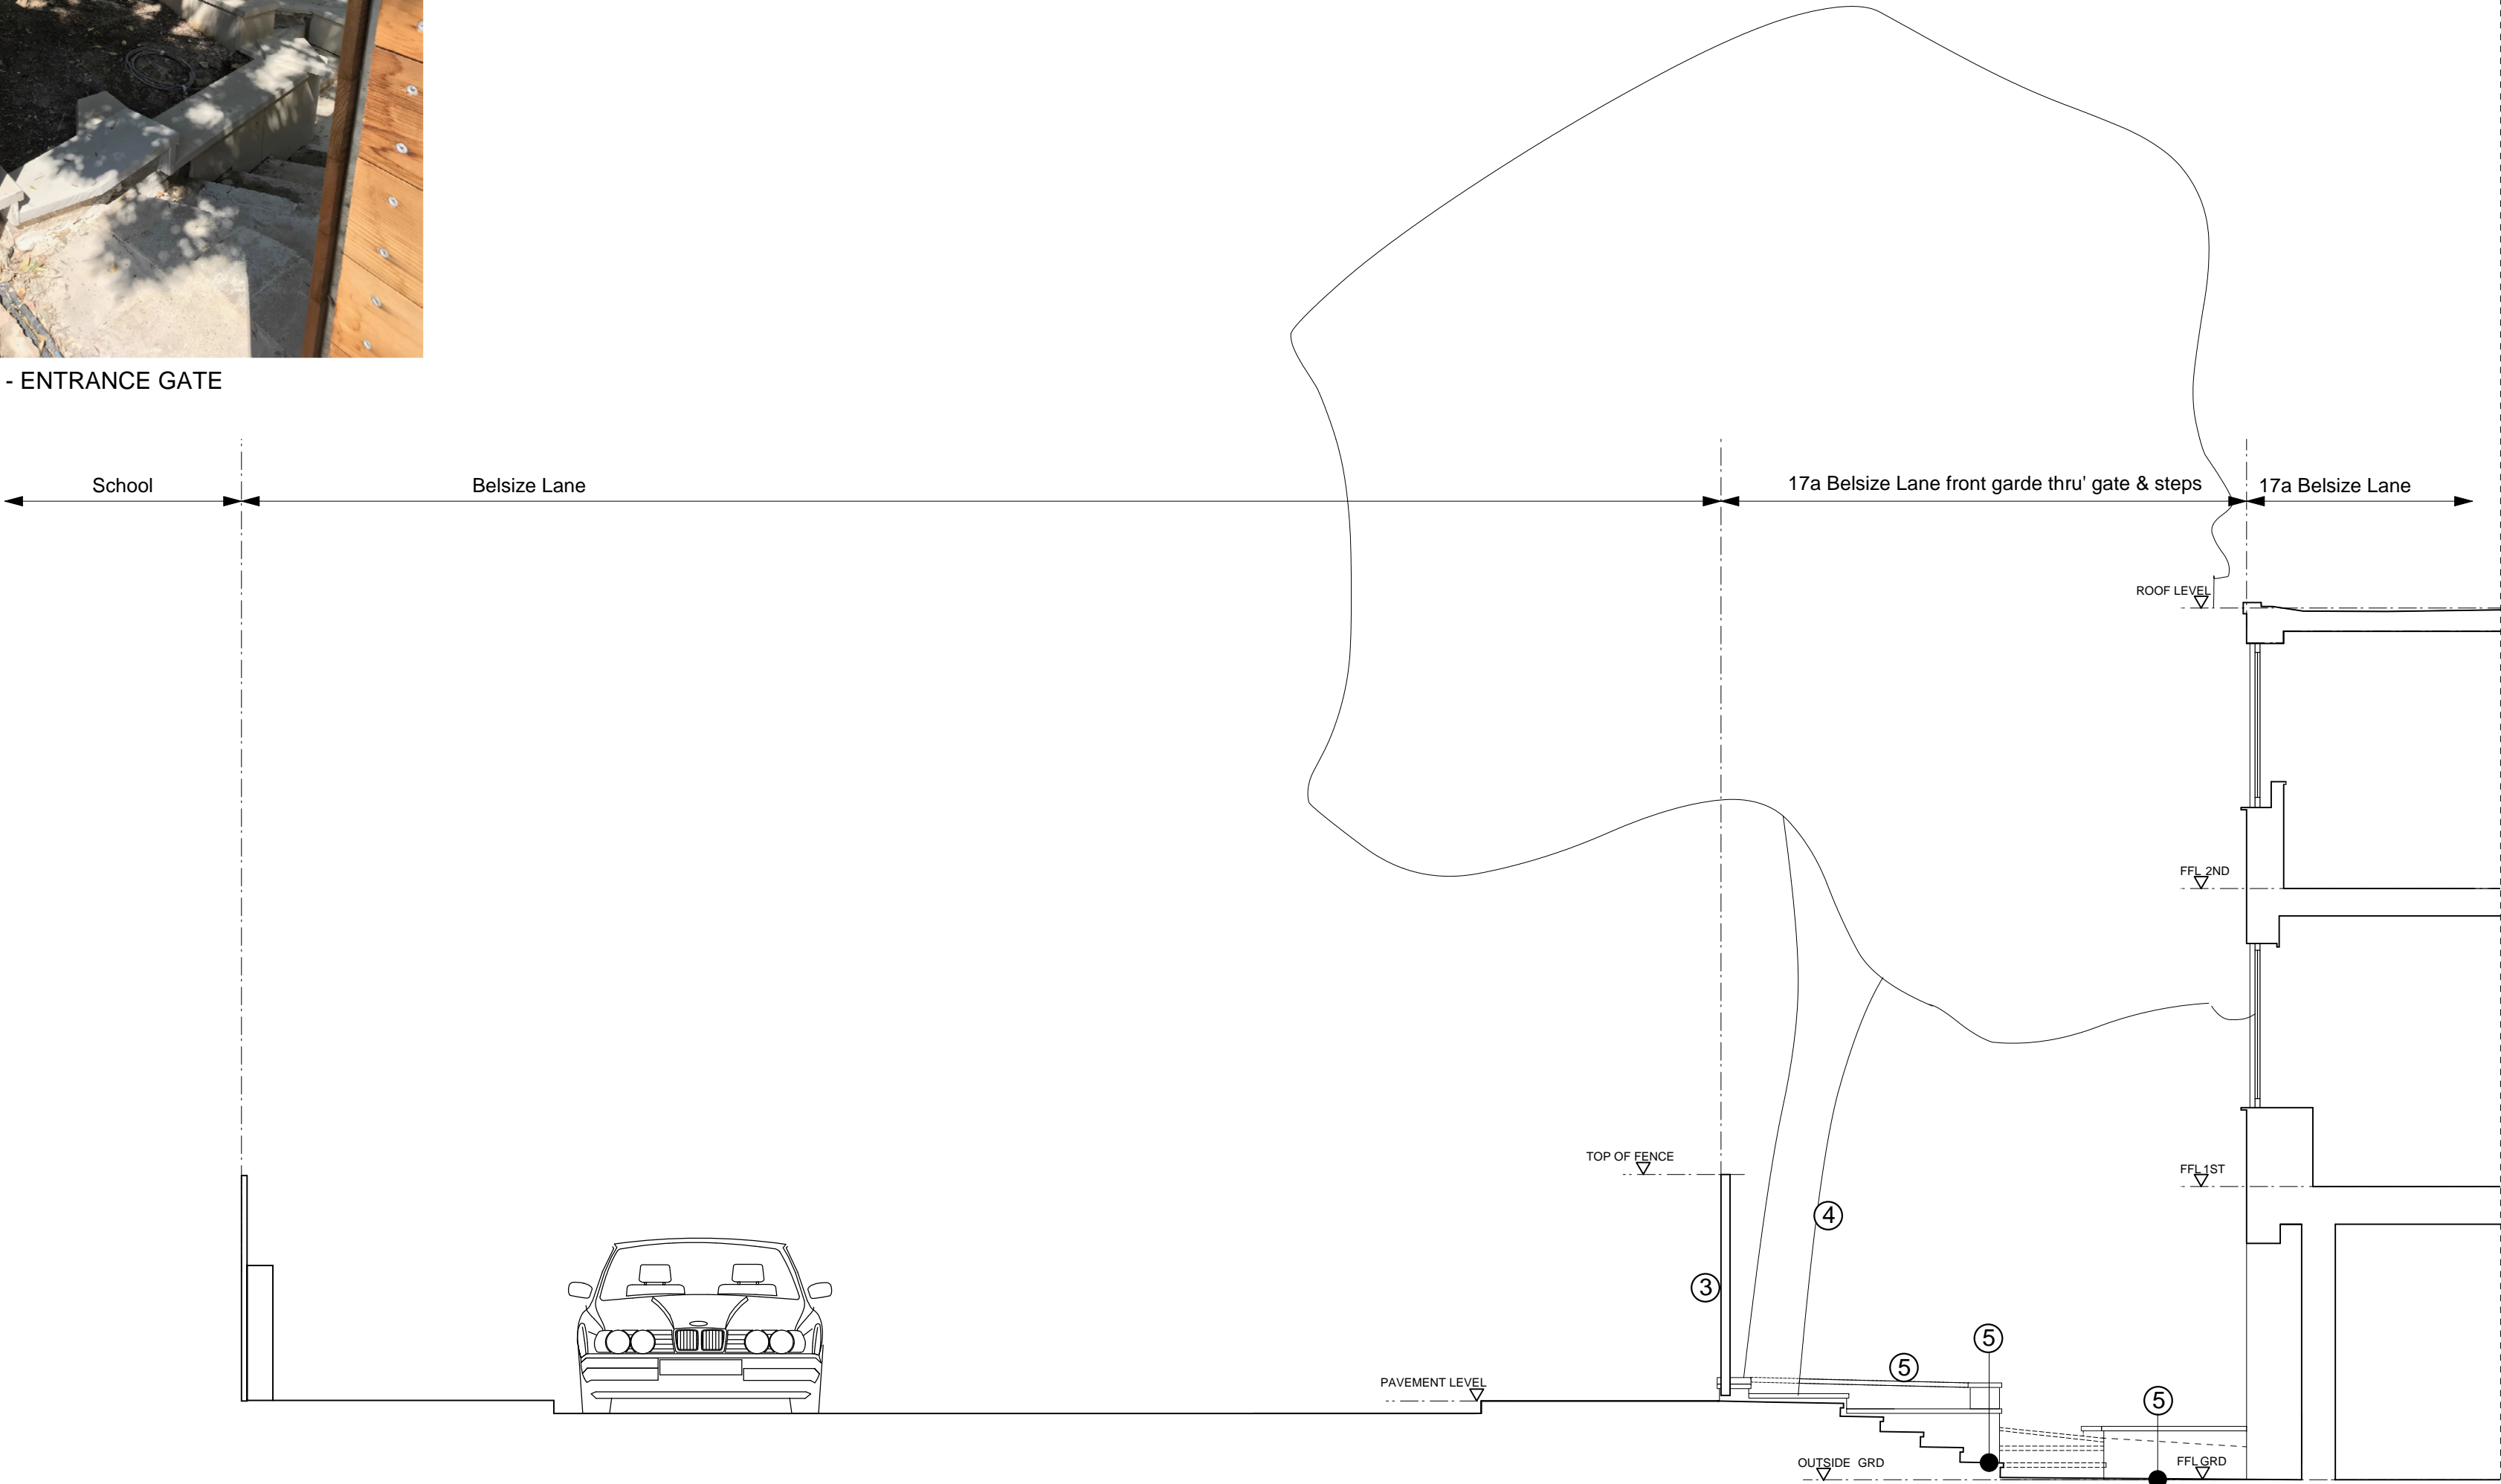 - ENTRANCE GATE
School
Belsize Lane
17a Belsize Lane front garde thru' gate & steps
17a Belsize Lane
ROOF LEVEL
FFL 2ND
TOP OF FENCE
FFL 1ST
4
3
5
5
PAVEMENT LEVEL
5
OUTSIDE GRD
FFL GRD